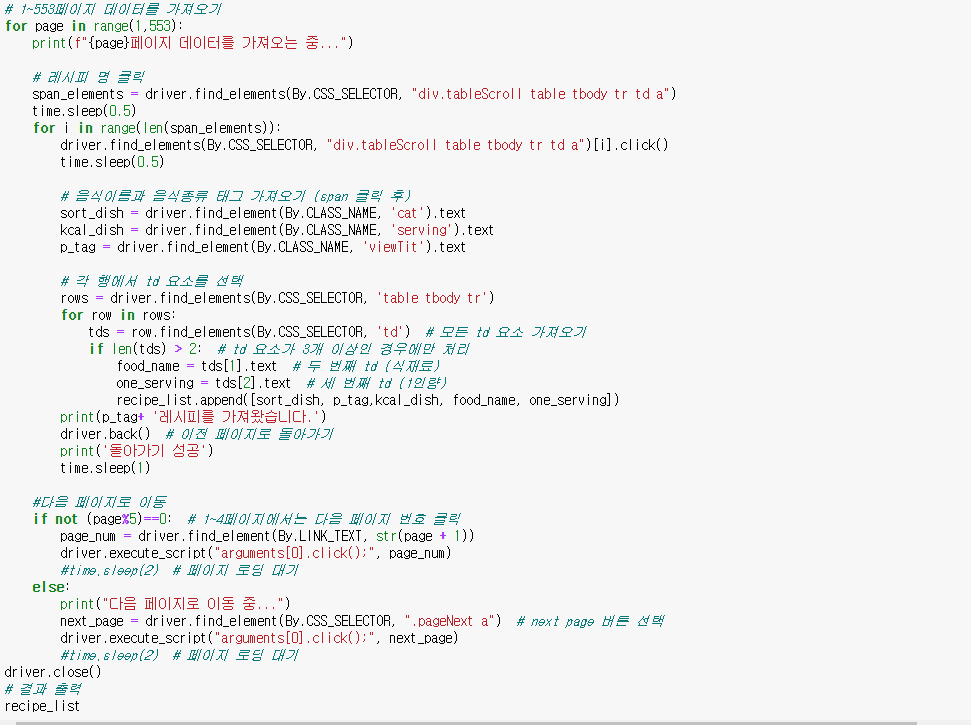 # 1~553페이지 데이터를 가져오기
for page in range(1,553):
    print(f"{page}페이지 데이터를 가져오는 중...")

    # 레시피 명 클릭
    span_elements = driver.find_elements(By.CSS_SELECTOR, "div.tableScroll table tbody tr td a")
    time.sleep(0.5)
    for i in range(len(span_elements)):
        driver.find_elements(By.CSS_SELECTOR, "div.tableScroll table tbody tr td a")[i].click()
        time.sleep(0.5)

        # 음식이름과 음식종류 태그 가져오기 (span 클릭 후)
        sort_dish = driver.find_element(By.CLASS_NAME, 'cat').text
        kcal_dish = driver.find_element(By.CLASS_NAME, 'serving').text
        p_tag = driver.find_element(By.CLASS_NAME, 'viewTit').text

        # 각 행에서 td 요소를 선택
        rows = driver.find_elements(By.CSS_SELECTOR, 'table tbody tr')
        for row in rows:
            tds = row.find_elements(By.CSS_SELECTOR, 'td')  # 모든 td 요소 가져오기
            if len(tds) > 2:  # td 요소가 3개 이상인 경우에만 처리
                food_name = tds[1].text  # 두 번째 td (식재료)
                one_serving = tds[2].text  # 세 번째 td (1인량)
                recipe_list.append([sort_dish, p_tag,kcal_dish, food_name, one_serving])
        print(p_tag+ '레시피를 가져왔습니다.')
        driver.back()  # 이전 페이지로 돌아가기
        print('돌아가기 성공')
        time.sleep(1)

    #다음 페이지로 이동
    if not (page%5)==0:  # 1~4페이지에서는 다음 페이지 번호 클릭
        page_num = driver.find_element(By.LINK_TEXT, str(page + 1))
        driver.execute_script("arguments[0].click();", page_num)
        #time.sleep(2)  # 페이지 로딩 대기
    else:
        print("다음 페이지로 이동 중...")
        next_page = driver.find_element(By.CSS_SELECTOR, ".pageNext a")  # next page 버튼 선택
        driver.execute_script("arguments[0].click();", next_page)
        #time.sleep(2)  # 페이지 로딩 대기
driver.close()
# 결과 출력
recipe_list